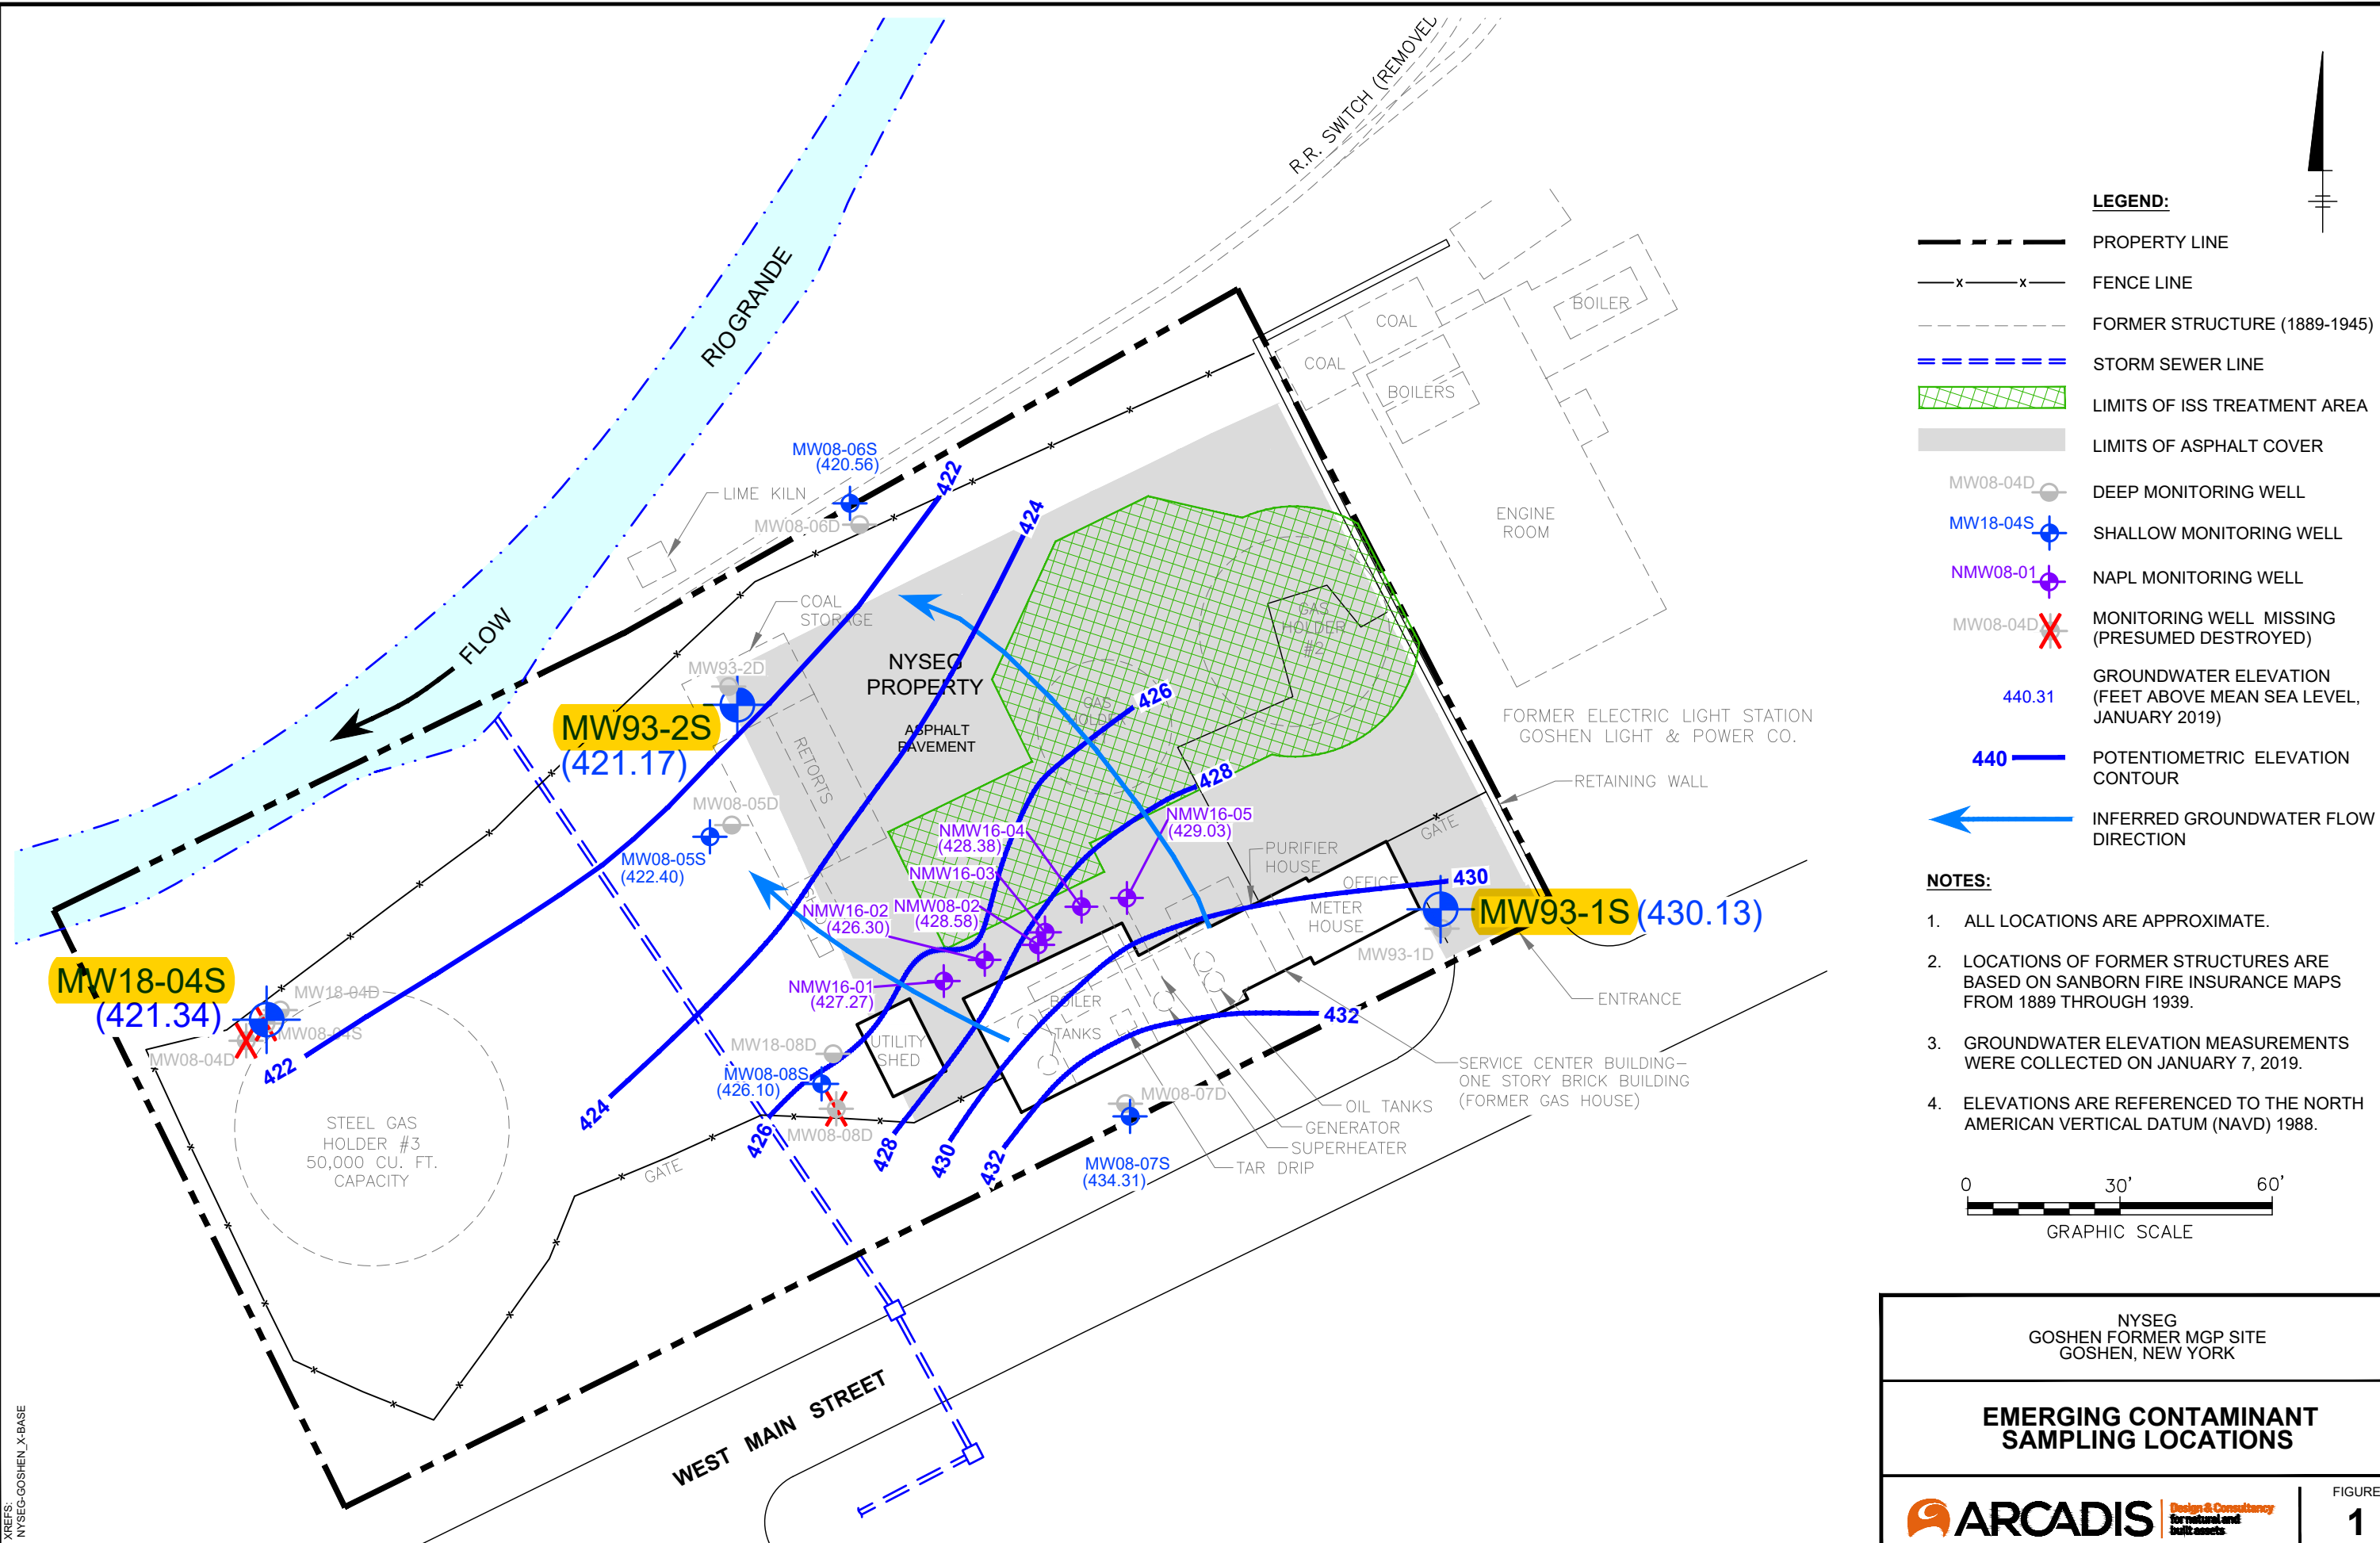 R.R. SWITCH (REMOVED
RIOGRANDE
FLOW
MW08-06S
(420.56)
MW08-06D
LIME KILN
422
424
COAL
STORAGE
MW93-2D
MW93-2S
(421.17)
NYSEG
PROPERTY
ASPHALT
PAVEMENT
RETORTS
GAS
HOLDER
#2
GAS
426
428
COAL
COAL
BOILERS
BOILER
ENGINE
ROOM
FORMER ELECTRIC LIGHT STATION
GOSHEN LIGHT & POWER CO.
RETAINING WALL
MW08-05D
MW08-05S
(422.40)
NMW16-04
(428.38)
NMW16-05
(429.03)
NMW16-03
NMW08-02
(428.58)
NMW16-02
(426.30)
NMW16-01
(427.27)
PURIFIER
HOUSE
GATE
OFFICE
METER
HOUSE
430
MW93-1S
(430.13)
MW93-1D
ENTRANCE
MW18-04S
(421.34)
MW18-04D
MW08-04S
MW08-04D
422
STEEL GAS
HOLDER #3
50,000 CU. FT.
CAPACITY
424
MW18-08D
MW08-08S
(426.10)
MW08-08D
UTILITY
SHED
BOILER
TANKS
432
426
428
430
432
MW08-07D
MW08-07S
(434.31)
SERVICE CENTER BUILDING-
ONE STORY BRICK BUILDING
(FORMER GAS HOUSE)
OIL TANKS
GENERATOR
SUPERHEATER
TAR DRIP
GATE
WEST MAIN STREET
XREFS:
NYSEG-GOSHEN_X-BASE
LEGEND:
PROPERTY LINE
x x
FENCE LINE
FORMER STRUCTURE (1889-1945)
STORM SEWER LINE
LIMITS OF ISS TREATMENT AREA
LIMITS OF ASPHALT COVER
MW08-04D
DEEP MONITORING WELL
MW18-04S
SHALLOW MONITORING WELL
NMW08-01
NAPL MONITORING WELL
MW08-04D
MONITORING WELL MISSING
(PRESUMED DESTROYED)
440.31
GROUNDWATER ELEVATION
(FEET ABOVE MEAN SEA LEVEL,
JANUARY 2019)
440
POTENTIOMETRIC ELEVATION
CONTOUR
INFERRED GROUNDWATER FLOW
DIRECTION
NOTES:
1. ALL LOCATIONS ARE APPROXIMATE.
2. LOCATIONS OF FORMER STRUCTURES ARE
BASED ON SANBORN FIRE INSURANCE MAPS
FROM 1889 THROUGH 1939.
3. GROUNDWATER ELEVATION MEASUREMENTS
WERE COLLECTED ON JANUARY 7, 2019.
4. ELEVATIONS ARE REFERENCED TO THE NORTH
AMERICAN VERTICAL DATUM (NAVD) 1988.
0 30' 60'
GRAPHIC SCALE
NYSEG
GOSHEN FORMER MGP SITE
GOSHEN, NEW YORK
EMERGING CONTAMINANT
SAMPLING LOCATIONS
ARCADIS
Design & Consultancy
for natural and
built assets
FIGURE
1